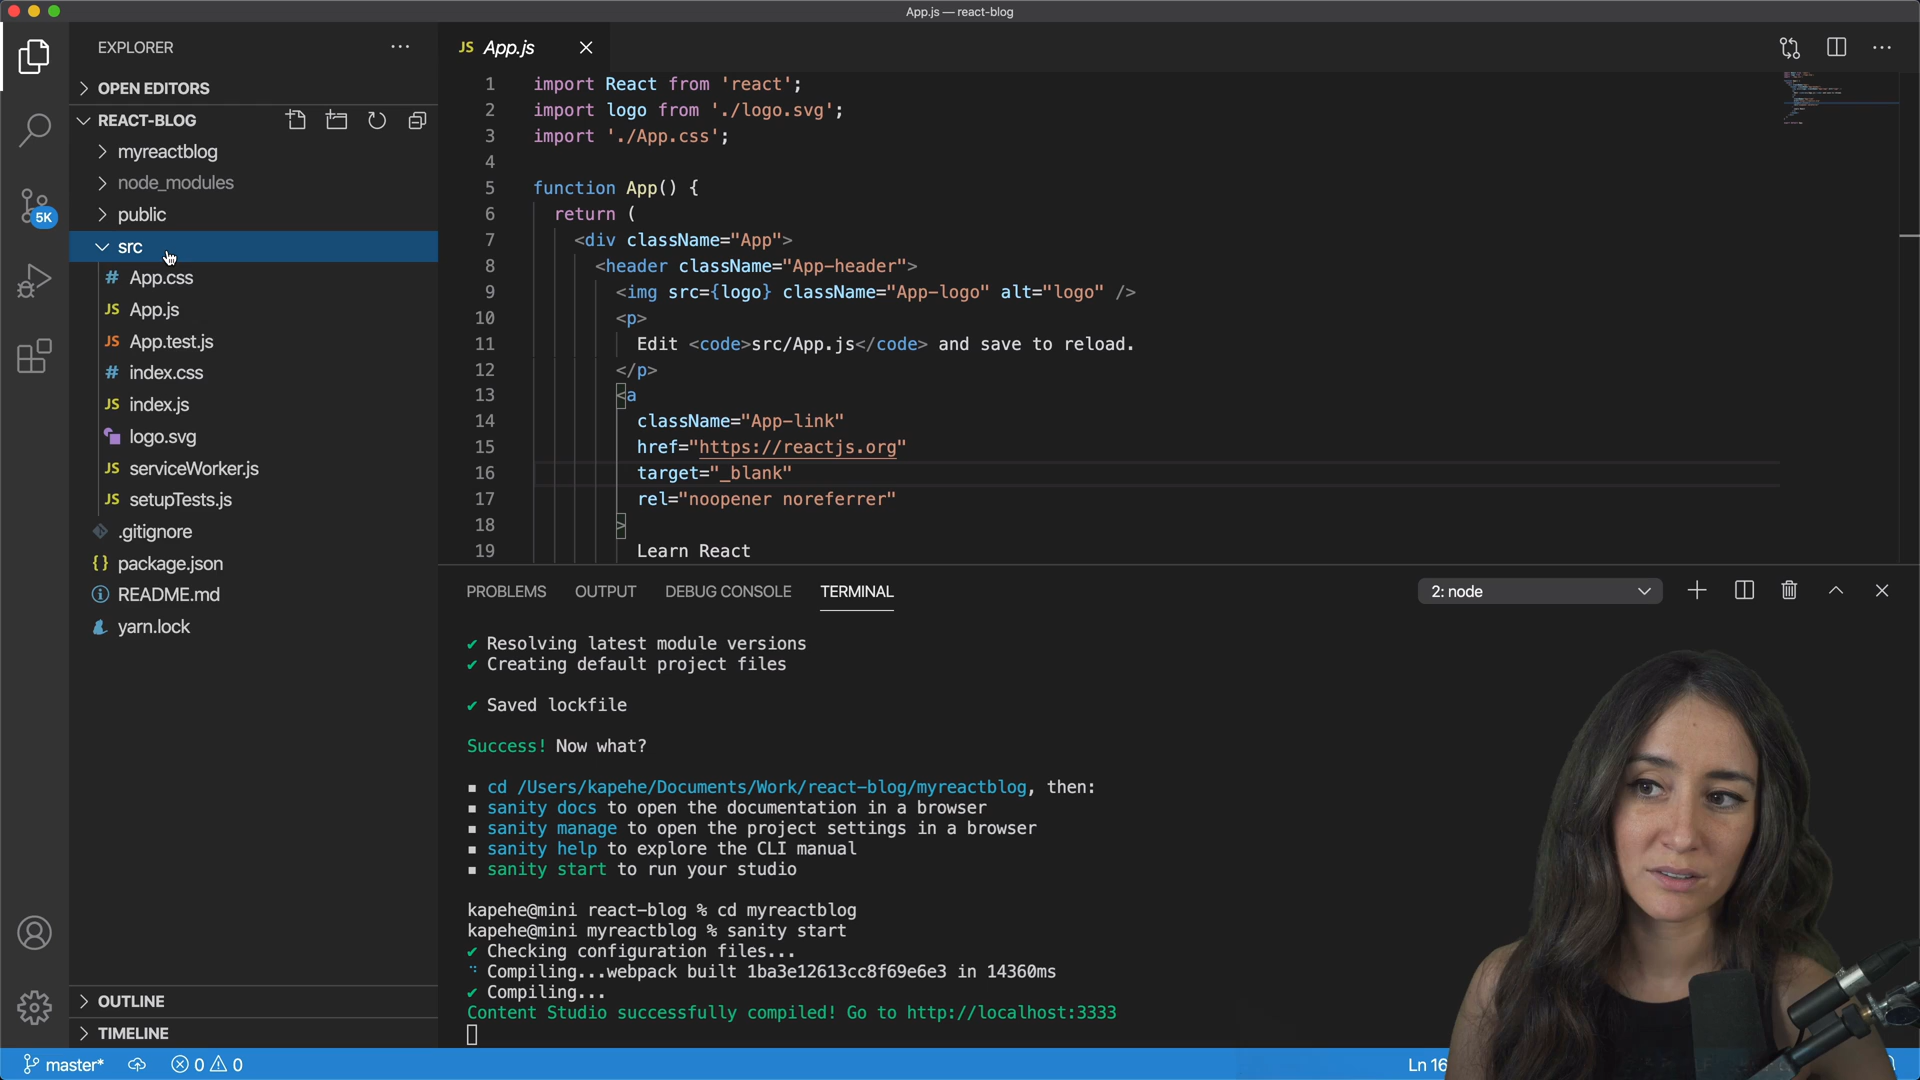 App.js — react-blog
EXPLORER
OPEN EDITORS
REACT-BLOG
myreactblog
node_modules
public
src
# App.css
JS App.js
JS App.test.js
# index.css
JS index.js
logo.svg
JS serviceWorker.js
JS setupTests.js
.gitignore
{} package.json
README.md
yarn.lock
5K
OUTLINE
TIMELINE
JS App.js
1 import React from 'react';
2 import logo from './logo.svg';
3 import './App.css';
4
5 function App() {
6 return (
7 <div className="App">
8 <header className="App-header">
9 <img src={logo} className="App-logo" alt="logo" />
10 <p>
11 Edit <code>src/App.js</code> and save to reload.
12 </p>
13 <a
14 className="App-link"
15 href="https://reactjs.org"
16 target="_blank"
17 rel="noopener noreferrer"
18 >
19 Learn React
PROBLEMS OUTPUT DEBUG CONSOLE TERMINAL
2: node
✔ Resolving latest module versions
✔ Creating default project files
✔ Saved lockfile
Success! Now what?
▪ cd /Users/kapehe/Documents/Work/react-blog/myreactblog, then:
▪ sanity docs to open the documentation in a browser
▪ sanity manage to open the project settings in a browser
▪ sanity help to explore the CLI manual
▪ sanity start to run your studio
kapehe@mini react-blog % cd myreactblog
kapehe@mini myreactblog % sanity start
✔ Checking configuration files...
Compiling...webpack built 1ba3e12613cc8f69e6e3 in 14360ms
✔ Compiling...
Content Studio successfully compiled! Go to http://localhost:3333
master* 0 0
Ln 16